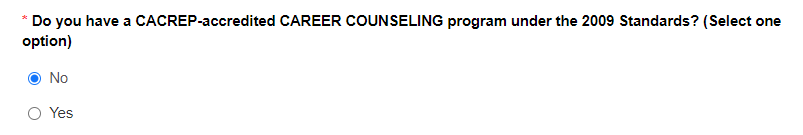 * Do you have a CACREP-accredited CAREER COUNSELING program under the 2009 Standards? (Select one
option)
No
Yes